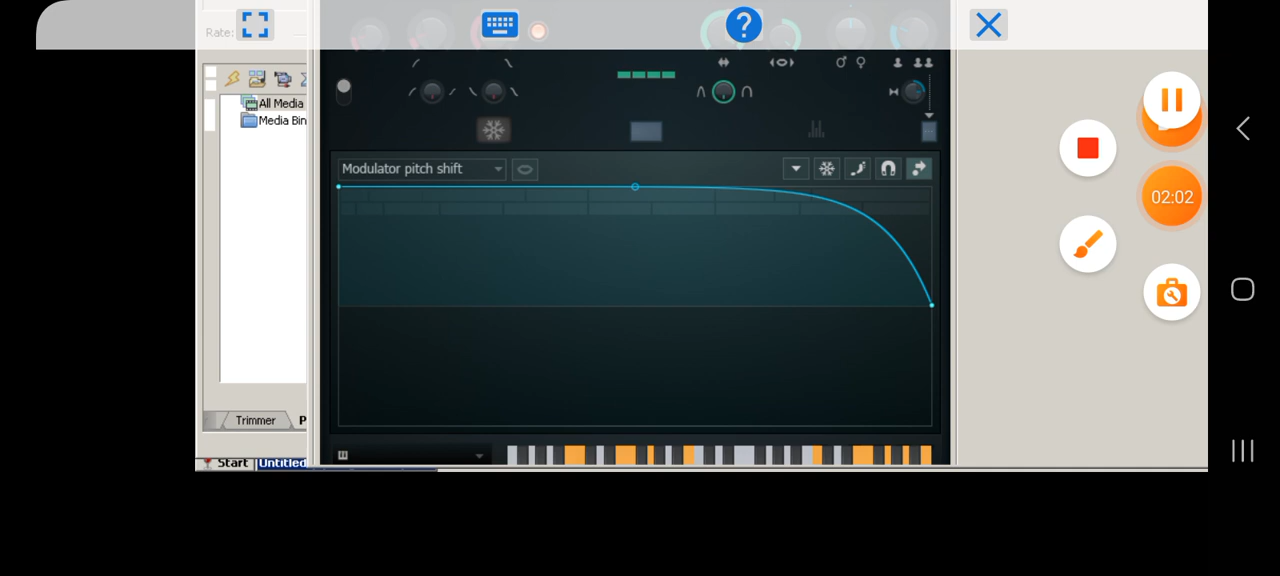 Rate:
All Media
Media Bin
Modulator pitch shift
02:02
Trimmer
P
Start
Untitled